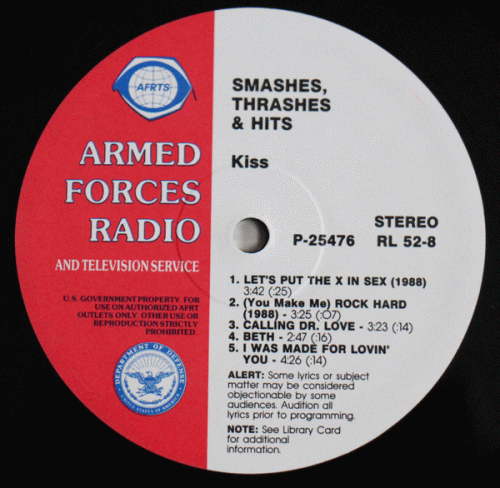 AFRTS
ARMED
FORCES
RADIO
AND TELEVISION SERVICE
U.S. GOVERNMENT PROPERTY. FOR
USE ON AUTHORIZED AFRT
OUTLETS ONLY. OTHER USE OR
REPRODUCTION STRICTLY
PROHIBITED.
DEPARTMENT OF DEFENSE
UNITED STATES OF AMERICA
SMASHES,
THRASHES
& HITS
Kiss
STEREO
P-25476 RL 52-8
1. LET'S PUT THE X IN SEX (1988)
3:42 (:25)
2. (You Make Me) ROCK HARD
(1988) - 3:25 (:07)
3. CALLING DR. LOVE - 3:23 (:14)
4. BETH - 2:47 (:16)
5. I WAS MADE FOR LOVIN'
YOU - 4:26 (:14)
ALERT: Some lyrics or subject
matter may be considered
objectionable by some
audiences. Audition all
lyrics prior to programming.
NOTE: See Library Card
for additional
information.